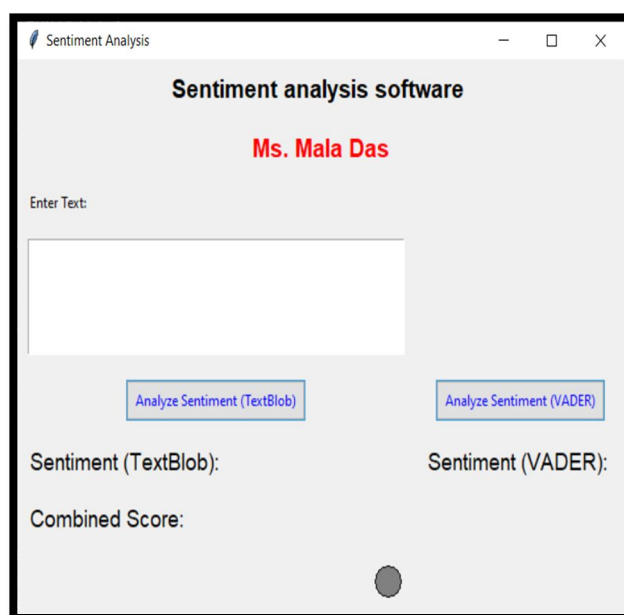 Sentiment Analysis
Sentiment analysis software
Ms. Mala Das
Enter Text:
Analyze Sentiment (TextBlob) Analyze Sentiment (VADER)
Sentiment (TextBlob): Sentiment (VADER):
Combined Score: